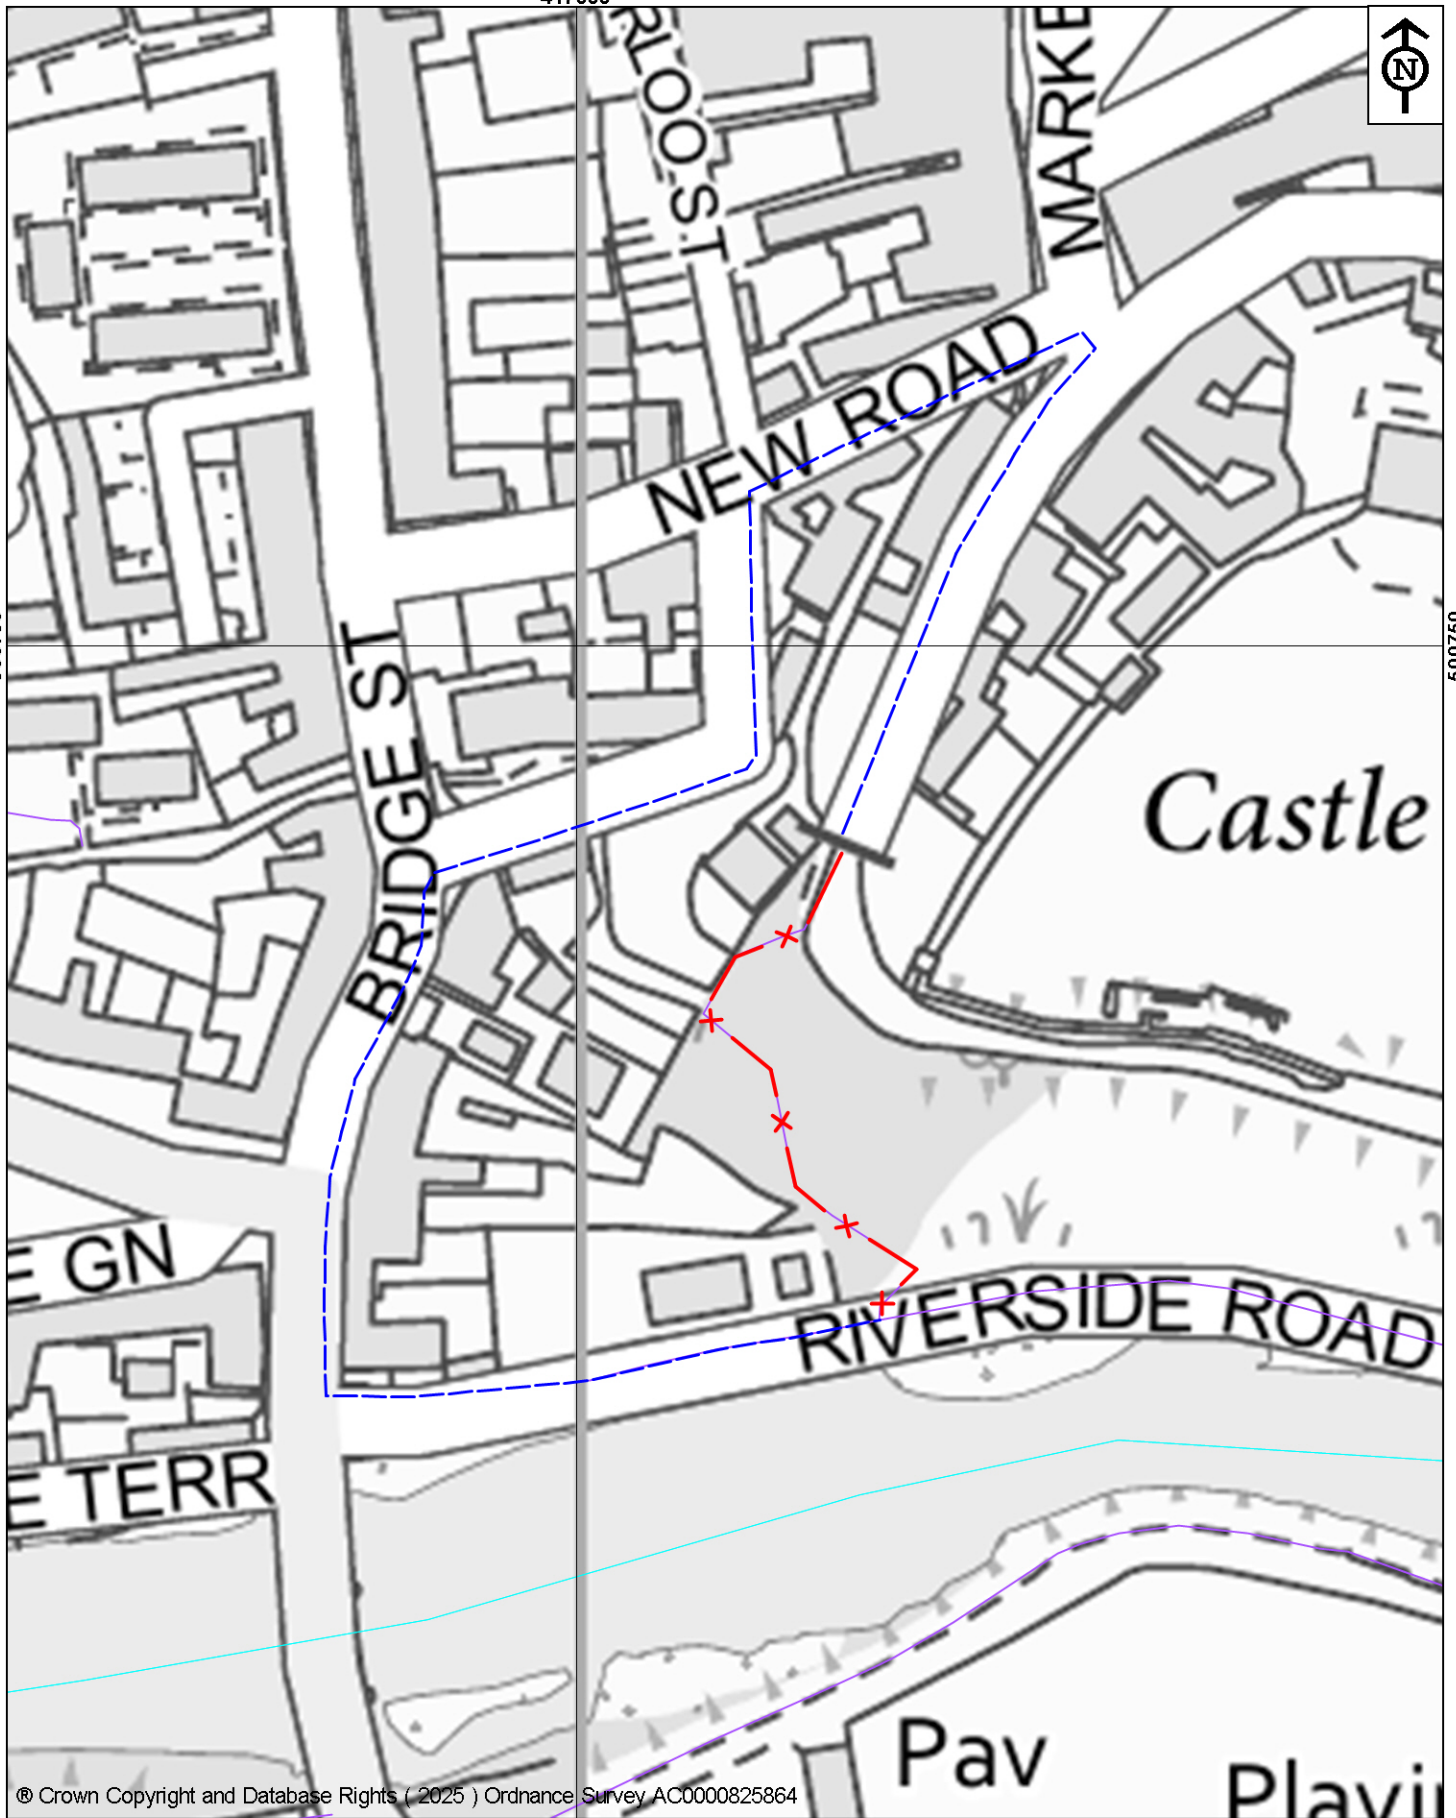 N
MARKE
RLOO ST
NEW ROAD
BRIDGE ST
Castle
E GN
RIVERSIDE ROAD
E TERR
Pav
Playi
® Crown Copyright and Database Rights ( 2025 ) Ordnance Survey AC0000825864